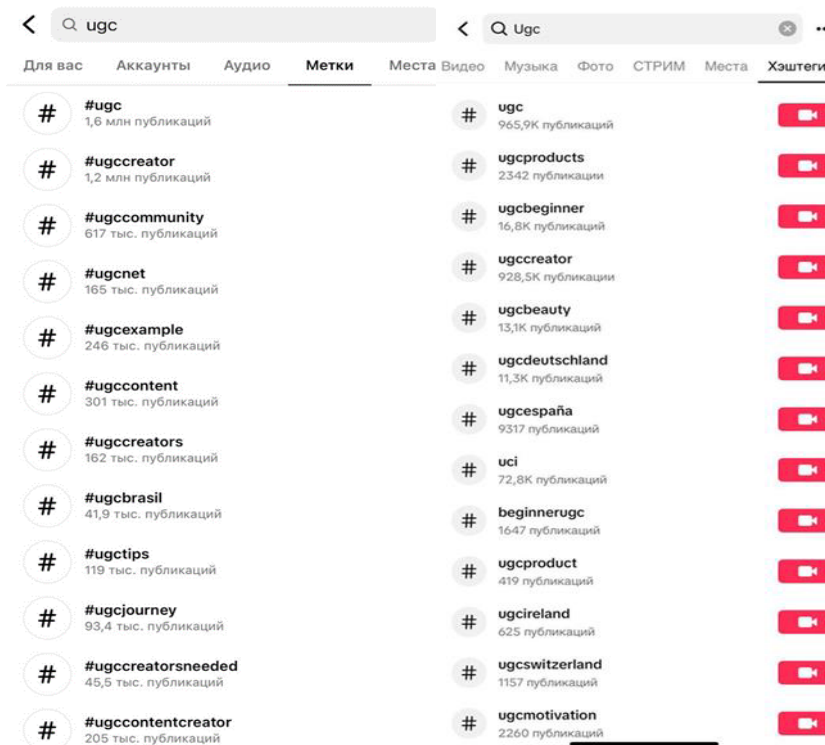 ugc
Для вас Аккаунты Аудио Метки Места
#ugc
1,6 млн публикаций
#ugccreator
1,2 млн публикаций
#ugccommunity
617 тыс. публикаций
#ugcnet
165 тыс. публикаций
#ugcexample
246 тыс. публикаций
#ugccontent
301 тыс. публикаций
#ugccreators
162 тыс. публикаций
#ugcbrasil
41,9 тыс. публикаций
#ugctips
119 тыс. публикаций
#ugcjourney
93,4 тыс. публикаций
#ugccreatorsneeded
45,5 тыс. публикаций
#ugccontentcreator
205 тыс. публикаций
Ugc
Видео Музыка Фото СТРИМ Места Хэштеги
ugc
965,9K публикаций
ugcproducts
2342 публикации
ugcbeginner
16,8K публикаций
ugccreator
928,5K публикации
ugcbeauty
13,1K публикаций
ugcdeutschland
11,3K публикаций
ugcespaña
9317 публикаций
uci
72,8K публикаций
beginnerugc
1647 публикаций
ugcproduct
419 публикаций
ugcireland
625 публикаций
ugcswitzerland
1157 публикаций
ugcmotivation
2260 публикаций